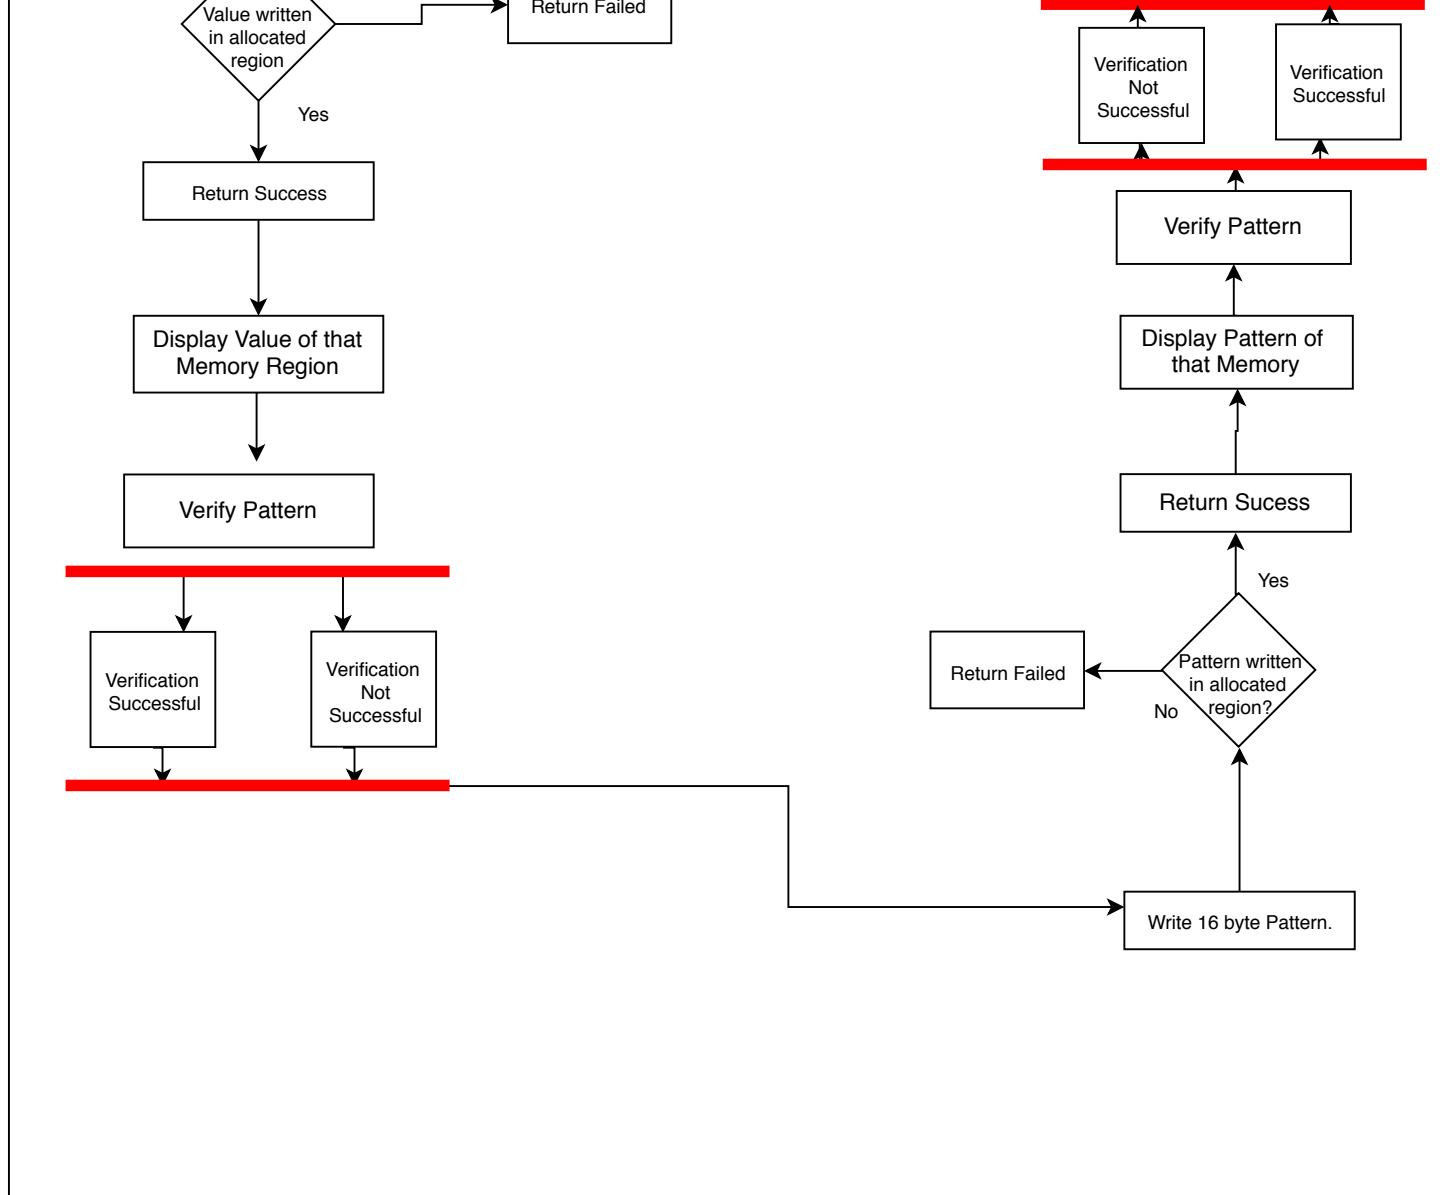 Value written
in allocated
region
Return Failed
Yes
Return Success
Display Value of that
Memory Region
Verify Pattern
Verification
Successful
Verification
Not
Successful
Write 16 byte Pattern.
Pattern written
in allocated
region?
No
Return Failed
Yes
Return Sucess
Display Pattern of
that Memory
Verify Pattern
Verification
Not
Successful
Verification
Successful